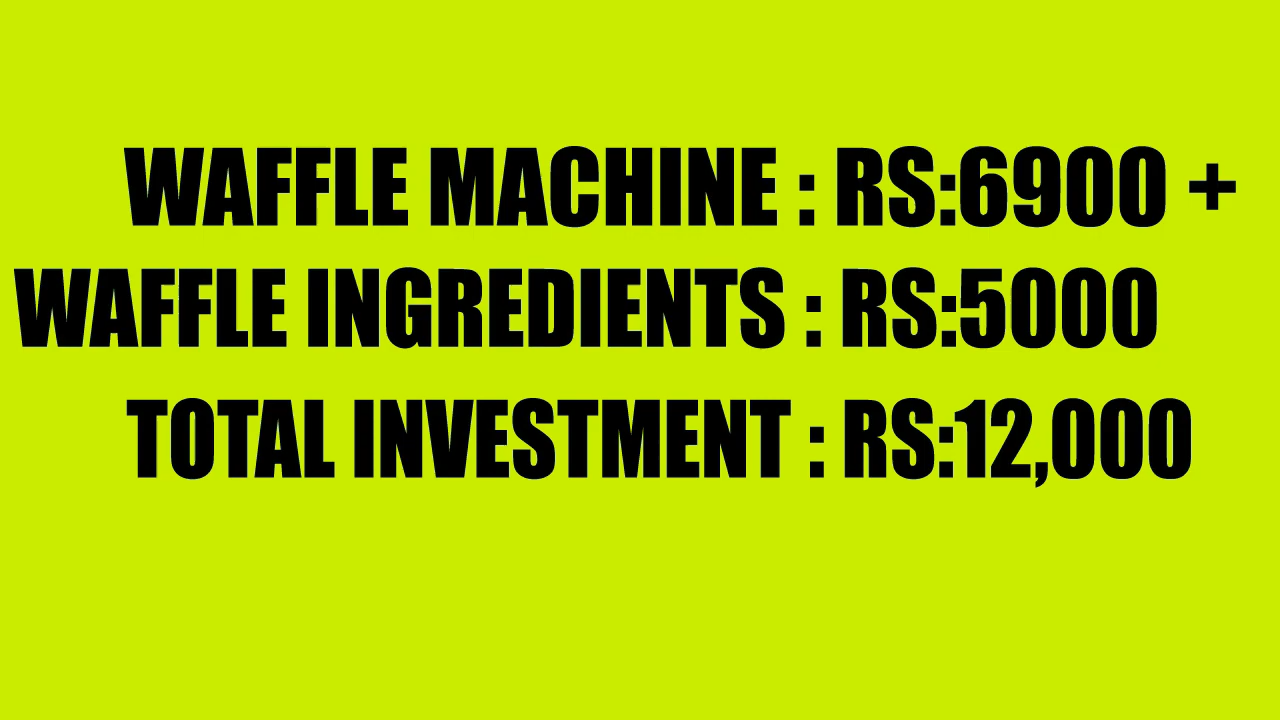 WAFFLE MACHINE : RS:6900 +
WAFFLE INGREDIENTS : RS:5000
TOTAL INVESTMENT : RS:12,000